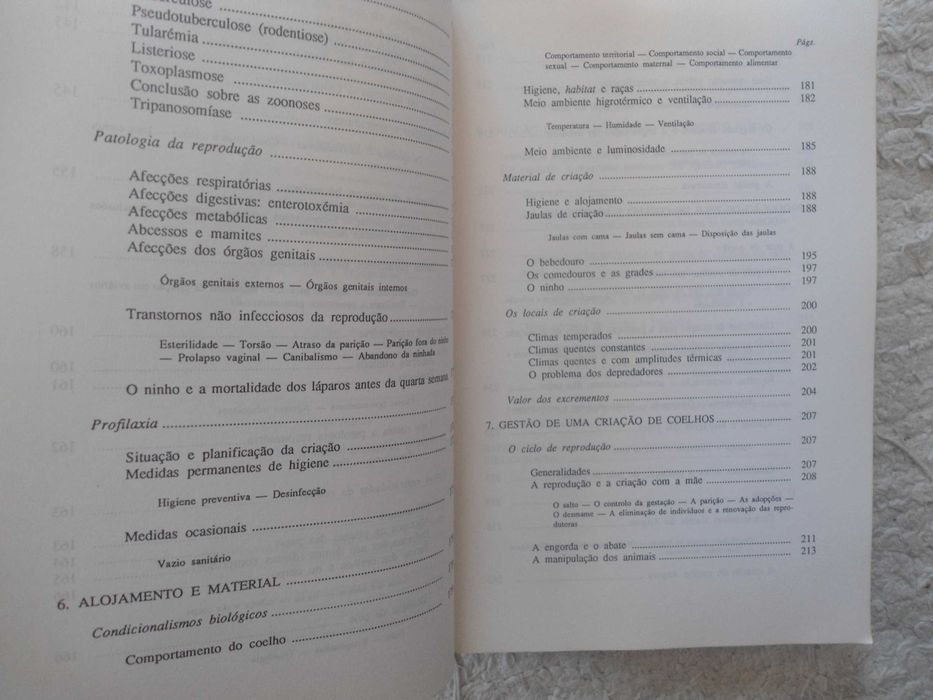 Pseudotuberculose (rodentiose)
Tularémia
Listeriose
Toxoplasmose
Conclusão sobre as zoonoses
Tripanosomfase
Patologia da reprodução
Afecções respiratórias
Afecções digestivas: enterotoxémia
Afecções metabólicas
Abcessos e mamites
Afecções dos órgãos genitais
Órgãos genitais externos — Órgãos genitais internos
Transtornos não infecciosos da reprodução
Esterilidade — Torsão — Atraso da parição — Parição fora do ninho
— Prolapso vaginal — Canibalismo — Abandono da ninhada
O ninho e a mortalidade dos láparos antes da quarta semana
Profilaxia
Situação e planificação da criação
Medidas permanentes de higiene
Higiene preventiva — Desinfecção
Medidas ocasionais
Vazio sanitário
6. ALOJAMENTO E MATERIAL
Condicionalismos biológicos
Comportamento do coelho
Págs.
Comportamento territorial — Comportamento social — Comportamento
sexual — Comportamento maternal — Comportamento alimentar
Higiene, habitat e raças 181
Meio ambiente higrotérmico e ventilação 182
Temperatura — Humidade — Ventilação
Meio ambiente e luminosidade 185
Material de criação 188
Higiene e alojamento 188
Jaulas de criação 188
Jaulas com cama — Jaulas sem cama — Disposição das jaulas
O bebedouro 195
Os comedouros e as grades 197
O ninho 197
Os locais de criação 200
Climas temperados 200
Climas quentes constantes 201
Climas quentes e com amplitudes térmicas 201
O problema dos depredadores 202
Valor dos excrementos 204
7. GESTÃO DE UMA CRIAÇÃO DE COELHOS 207
O ciclo de reprodução 207
Generalidades 207
A reprodução e a criação com a mãe 208
O salto — O controlo da gestação — A parição — As adopções —
O desmame — A eliminação de indivíduos e a renovação das repro-
dutoras
A engorda e o abate 211
A manipulação dos animais 213